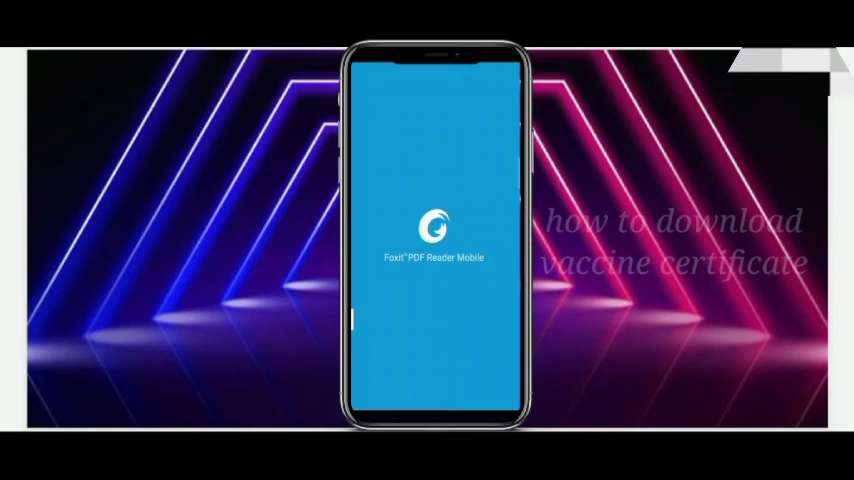 Foxit® PDF Reader Mobile
how to download
vaccine certificate